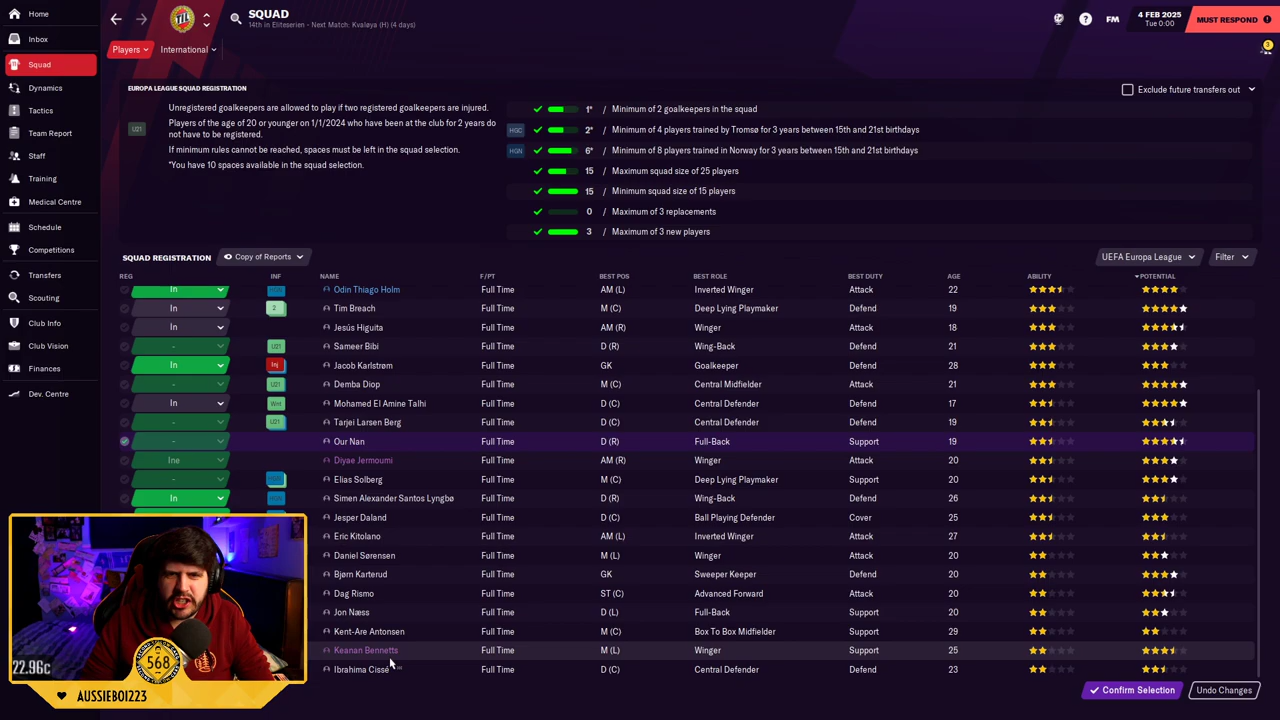 Home
SQUAD
14th in Eliteserien - Next Match: Kvaløya (H) (4 days)
FM
4 FEB 2025
Tue 0:00
MUST RESPOND
Inbox
Players
International
3
Squad
Dynamics
Tactics
Team Report
Staff
Training
Medical Centre
Schedule
Competitions
Transfers
Scouting
Club Info
Club Vision
Finances
Dev. Centre
EUROPA LEAGUE SQUAD REGISTRATION
Exclude future transfers out
U21
Unregistered goalkeepers are allowed to play if two registered goalkeepers are injured.
Players of the age of 20 or younger on 1/1/2024 who have been at the club for 2 years do
not have to be registered.
If minimum rules cannot be reached, spaces must be left in the squad selection.
*You have 10 spaces available in the squad selection.
1* / Minimum of 2 goalkeepers in the squad
HGC 2* / Minimum of 4 players trained by Tromsø for 3 years between 15th and 21st birthdays
HGN 6* / Minimum of 8 players trained in Norway for 3 years between 15th and 21st birthdays
15 / Maximum squad size of 25 players
15 / Minimum squad size of 15 players
0 / Maximum of 3 replacements
3 / Maximum of 3 new players
SQUAD REGISTRATION
Copy of Reports
UEFA Europa League
Filter
REG INF NAME F/PT BEST POS BEST ROLE BEST DUTY AGE ABILITY POTENTIAL
In HGN Odin Thiago Holm Full Time AM (L) Inverted Winger Attack 22
In 2 Tim Breach Full Time M (C) Deep Lying Playmaker Defend 19
In Jesús Higuita Full Time AM (R) Winger Attack 18
- U21 Sameer Bibi Full Time D (R) Wing-Back Defend 21
In Inj Jacob Karlstrøm Full Time GK Goalkeeper Defend 28
- U21 Demba Diop Full Time M (C) Central Midfielder Attack 21
In Wnt Mohamed El Amine Talhi Full Time D (C) Central Defender Defend 17
- U21 Tarjei Larsen Berg Full Time D (C) Central Defender Defend 22
- Our Nan Full Time D (R) Full-Back Support 19
Ine Diyae Jermoumi Full Time AM (R) Winger Attack 20
- HGN Elias Solberg Full Time M (C) Deep Lying Playmaker Support 20
In HGN Simen Alexander Santos Lyngbø Full Time D (R) Wing-Back Defend 26
Jesper Daland Full Time D (C) Ball Playing Defender Cover 25
Eric Kitolano Full Time AM (L) Inverted Winger Attack 27
Daniel Sørensen Full Time M (L) Winger Attack 20
Bjørn Karterud Full Time GK Sweeper Keeper Defend 20
Dag Rismo Full Time ST (C) Advanced Forward Attack 20
Jon Næss Full Time D (L) Full-Back Support 20
Kent-Are Antonsen Full Time M (C) Box To Box Midfielder Support 29
Keanan Bennetts Full Time M (L) Winger Support 25
Ibrahima Cissé Full Time D (C) Central Defender Defend 23
22.96c
568
AUSSIEBOI223
Confirm Selection
Undo Changes